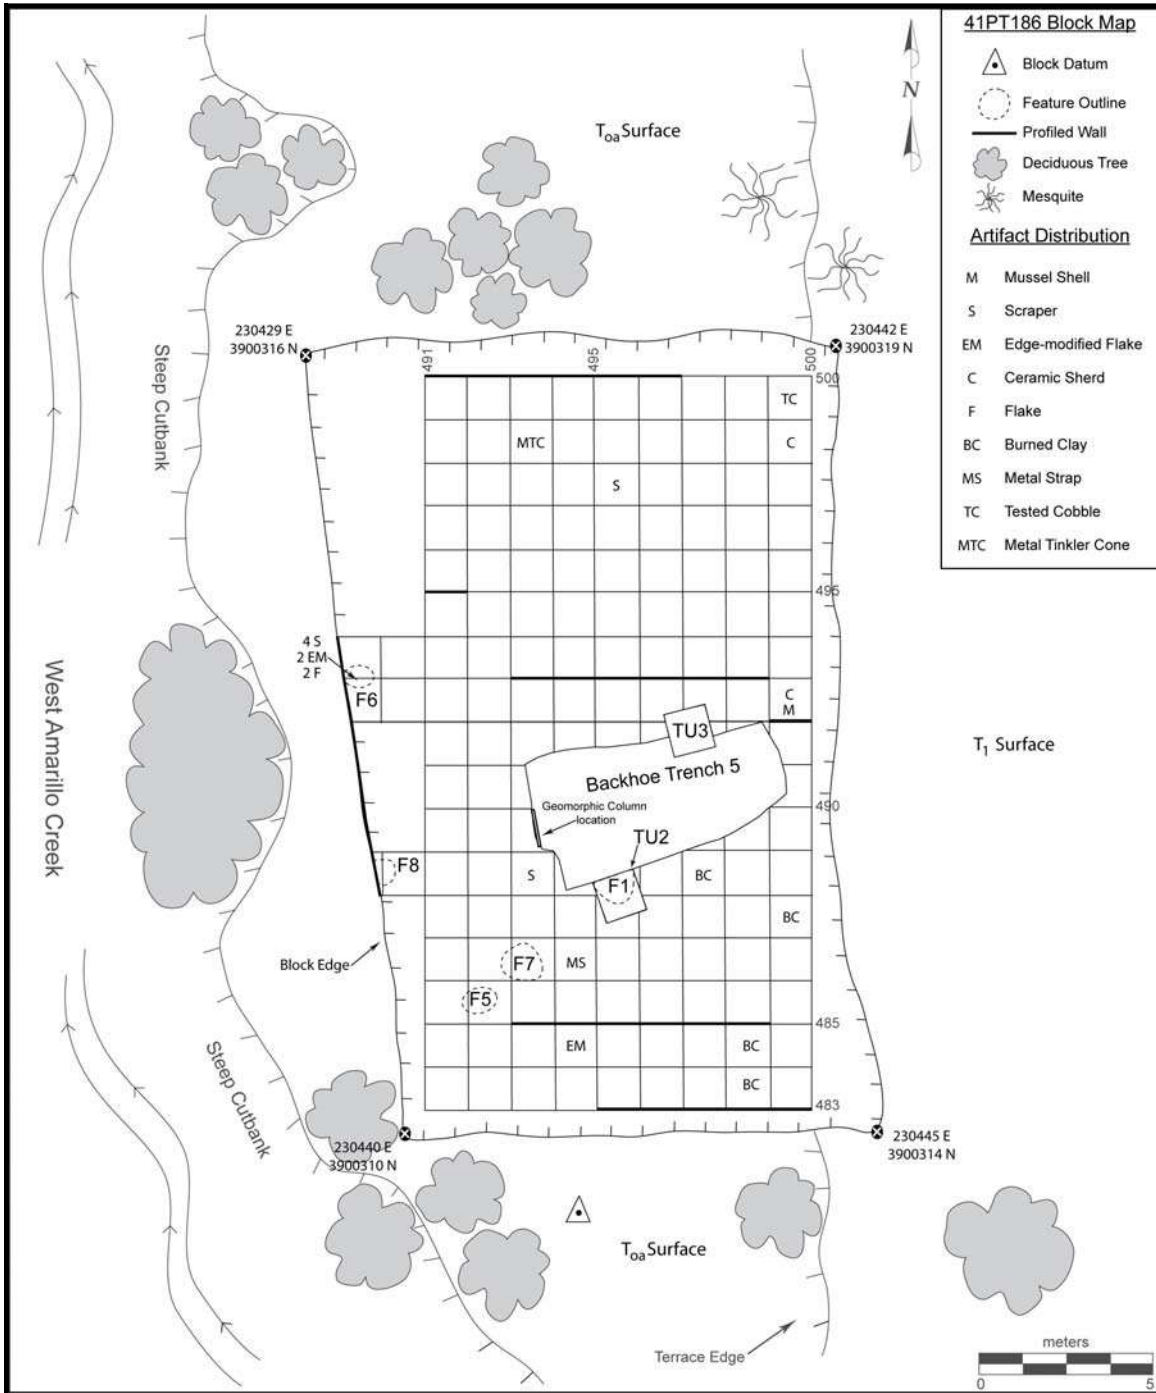 41PT186 Block Map
Block Datum
Feature Outline
Profiled Wall
Deciduous Tree
Mesquite
Artifact Distribution
M Mussel Shell
S Scraper
EM Edge-modified Flake
C Ceramic Sherd
F Flake
BC Burned Clay
MS Metal Strap
TC Tested Cobble
MTC Metal Tinkler Cone
N
Toa Surface
230429 E
3900316 N
230442 E
3900319 N
491
495
500
500
TC
MTC
C
S
Steep Cutbank
495
4 S
2 EM
2 F
F6
C
M
TU3
T1 Surface
West Amarillo Creek
Backhoe Trench 5
490
Geomorphic Column
location
TU2
F8
S
F1
BC
BC
Block Edge
F7
MS
F5
485
EM
BC
BC
483
Steep Cutbank
230440 E
3900310 N
230445 E
3900314 N
Toa Surface
Terrace Edge
meters
0
5